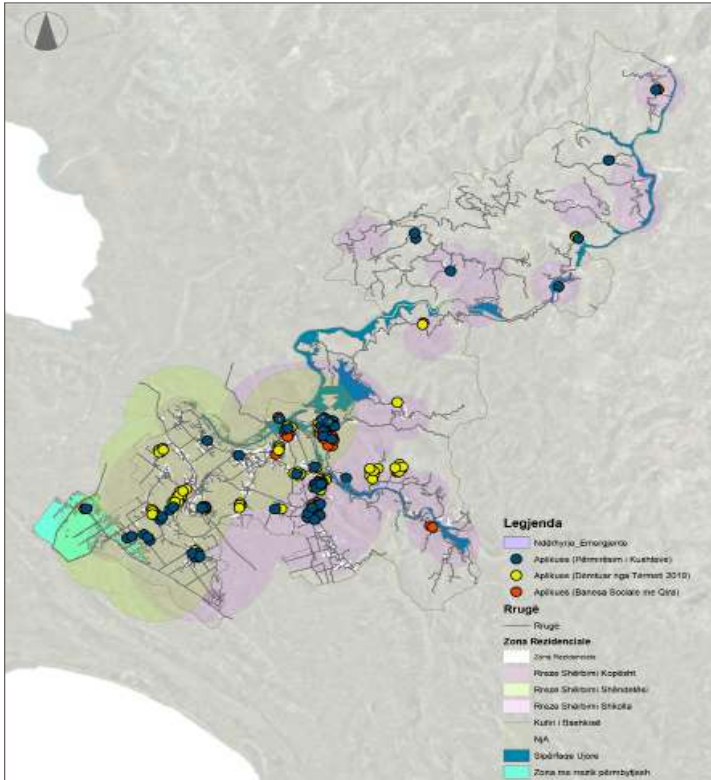 Legjenda
Ndërhyrje_Emergjente
Aplikues (Përmirësim i Kushteve)
Aplikues (Dëmtuar nga Tërmeti 2019)
Aplikues (Banesa Sociale me Qira)
Rrugë
Rrugë
Zona Rezidenciale
Zonë Rezidenciale
Rreze Shërbimi Kopësht
Rreze Shërbimi Shëndetësi
Rreze Shërbimi Shkolla
Kufiri i Bashkisë
NjA
Sipërfaqe Ujore
Zona me rrezik përmbytjesh